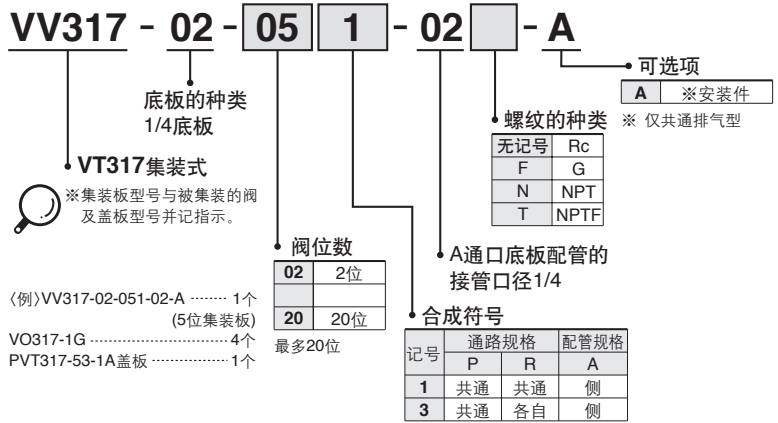 VV317 - 02 - 05 1 - 02 - A
可选项
A ※安装件
※ 仅共通排气型
底板的种类
1/4底板
螺纹的种类
无记号 Rc
F G
N NPT
T NPTF
VT317集装式
※集装板型号与被集装的阀
及盖板型号并记指示。
阀位数
02 2位
20 20位
最多20位
A通口底板配管的
接管口径1/4
〈例〉VV317-02-051-02-A ········ 1个
(5位集装板)
VO317-1G ···························· 4个
PVT317-53-1A盖板 ················ 1个
合成符号
记号 通路规格 配管规格
P R A
1 共通 共通 侧
3 共通 各自 侧